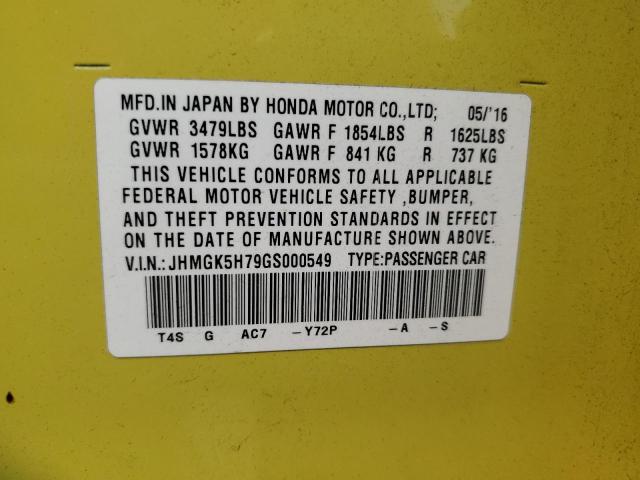 MFD.IN JAPAN BY HONDA MOTOR CO.,LTD; 05/'16
GVWR 3479LBS GAWR F 1854LBS R 1625LBS
GVWR 1578KG GAWR F 841 KG R 737 KG
THIS VEHICLE CONFORMS TO ALL APPLICABLE
FEDERAL MOTOR VEHICLE SAFETY ,BUMPER,
AND THEFT PREVENTION STANDARDS IN EFFECT
ON THE DATE OF MANUFACTURE SHOWN ABOVE.
V.I.N.:JHMGK5H79GS000549 TYPE:PASSENGER CAR
T4S G AC7 –Y72P –A –S